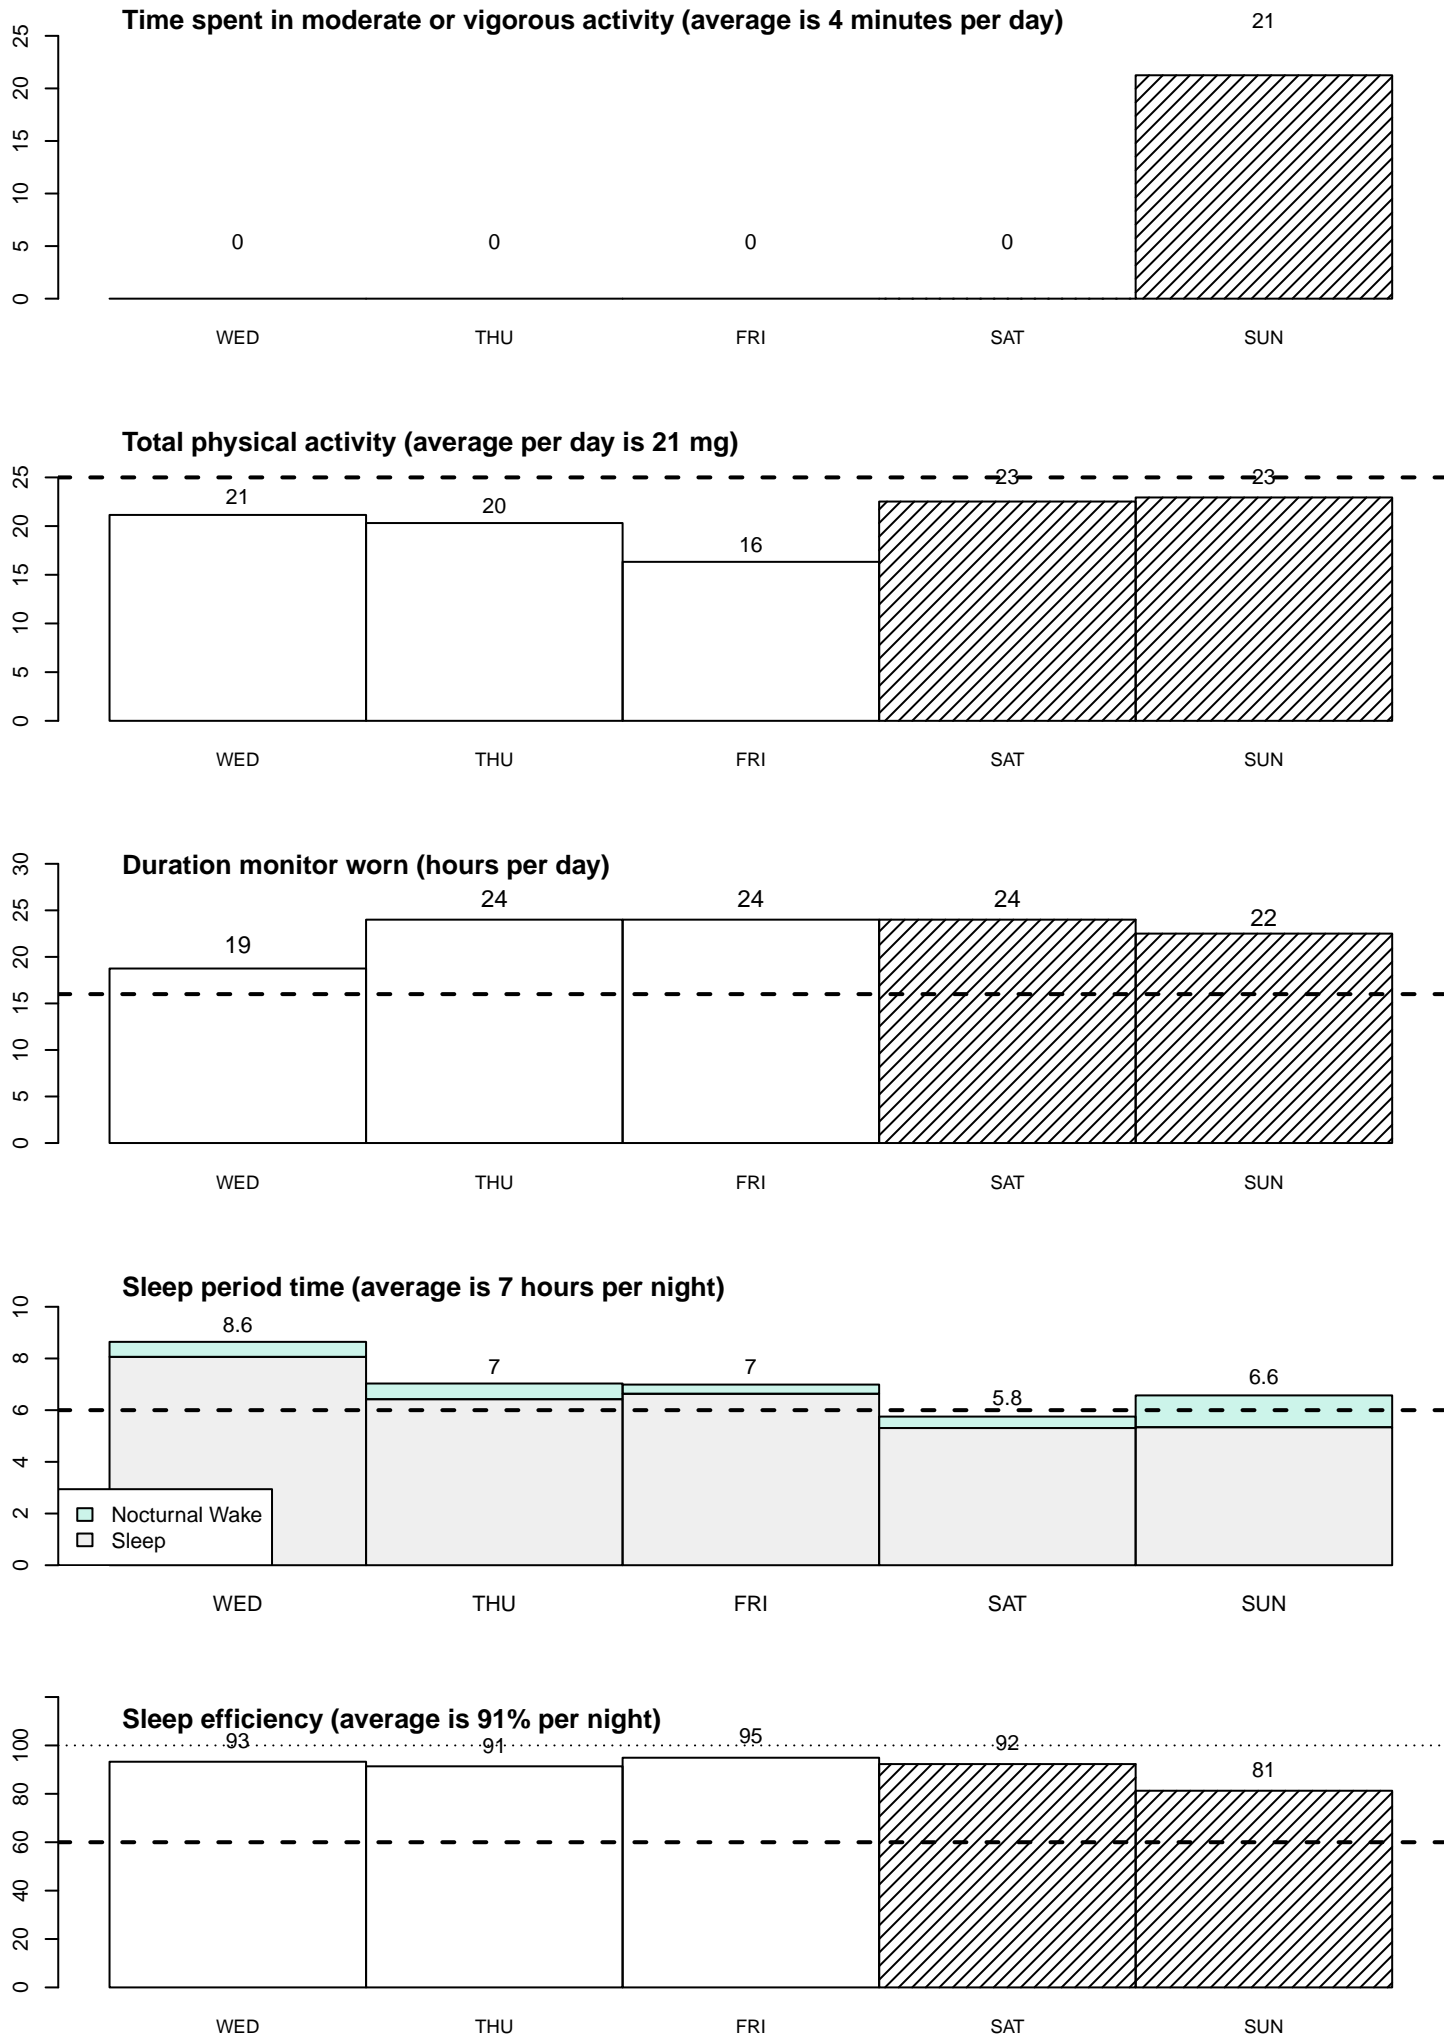 Time spent in moderate or vigorous activity (average is 4 minutes per day)
21
25
20
15
10
5
0
0 0 0 0
WED THU FRI SAT SUN
Total physical activity (average per day is 21 mg)
25
20
15
10
5
0
21 20 16 23 23
WED THU FRI SAT SUN
Duration monitor worn (hours per day)
30
25
20
15
10
5
0
19 24 24 24 22
WED THU FRI SAT SUN
Sleep period time (average is 7 hours per night)
10
8
6
4
2
0
8.6 7 7 5.8 6.6
Nocturnal Wake
Sleep
WED THU FRI SAT SUN
Sleep efficiency (average is 91% per night)
100
80
60
40
20
0
93 91 95 92 81
WED THU FRI SAT SUN